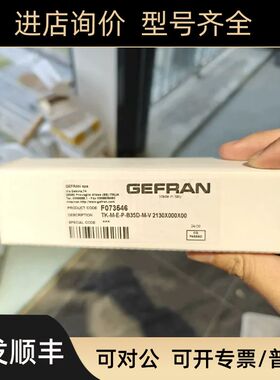 进店询价 型号齐全
GEFRAN spa
GEFRAN
Made in Italy
PRODUCT CODE F073546
DESCRIPTION TK-M-E-P-B35D-M-V 2130X000X00
SPECIAL CODE ***
发顺丰
可对公 可开专票/普